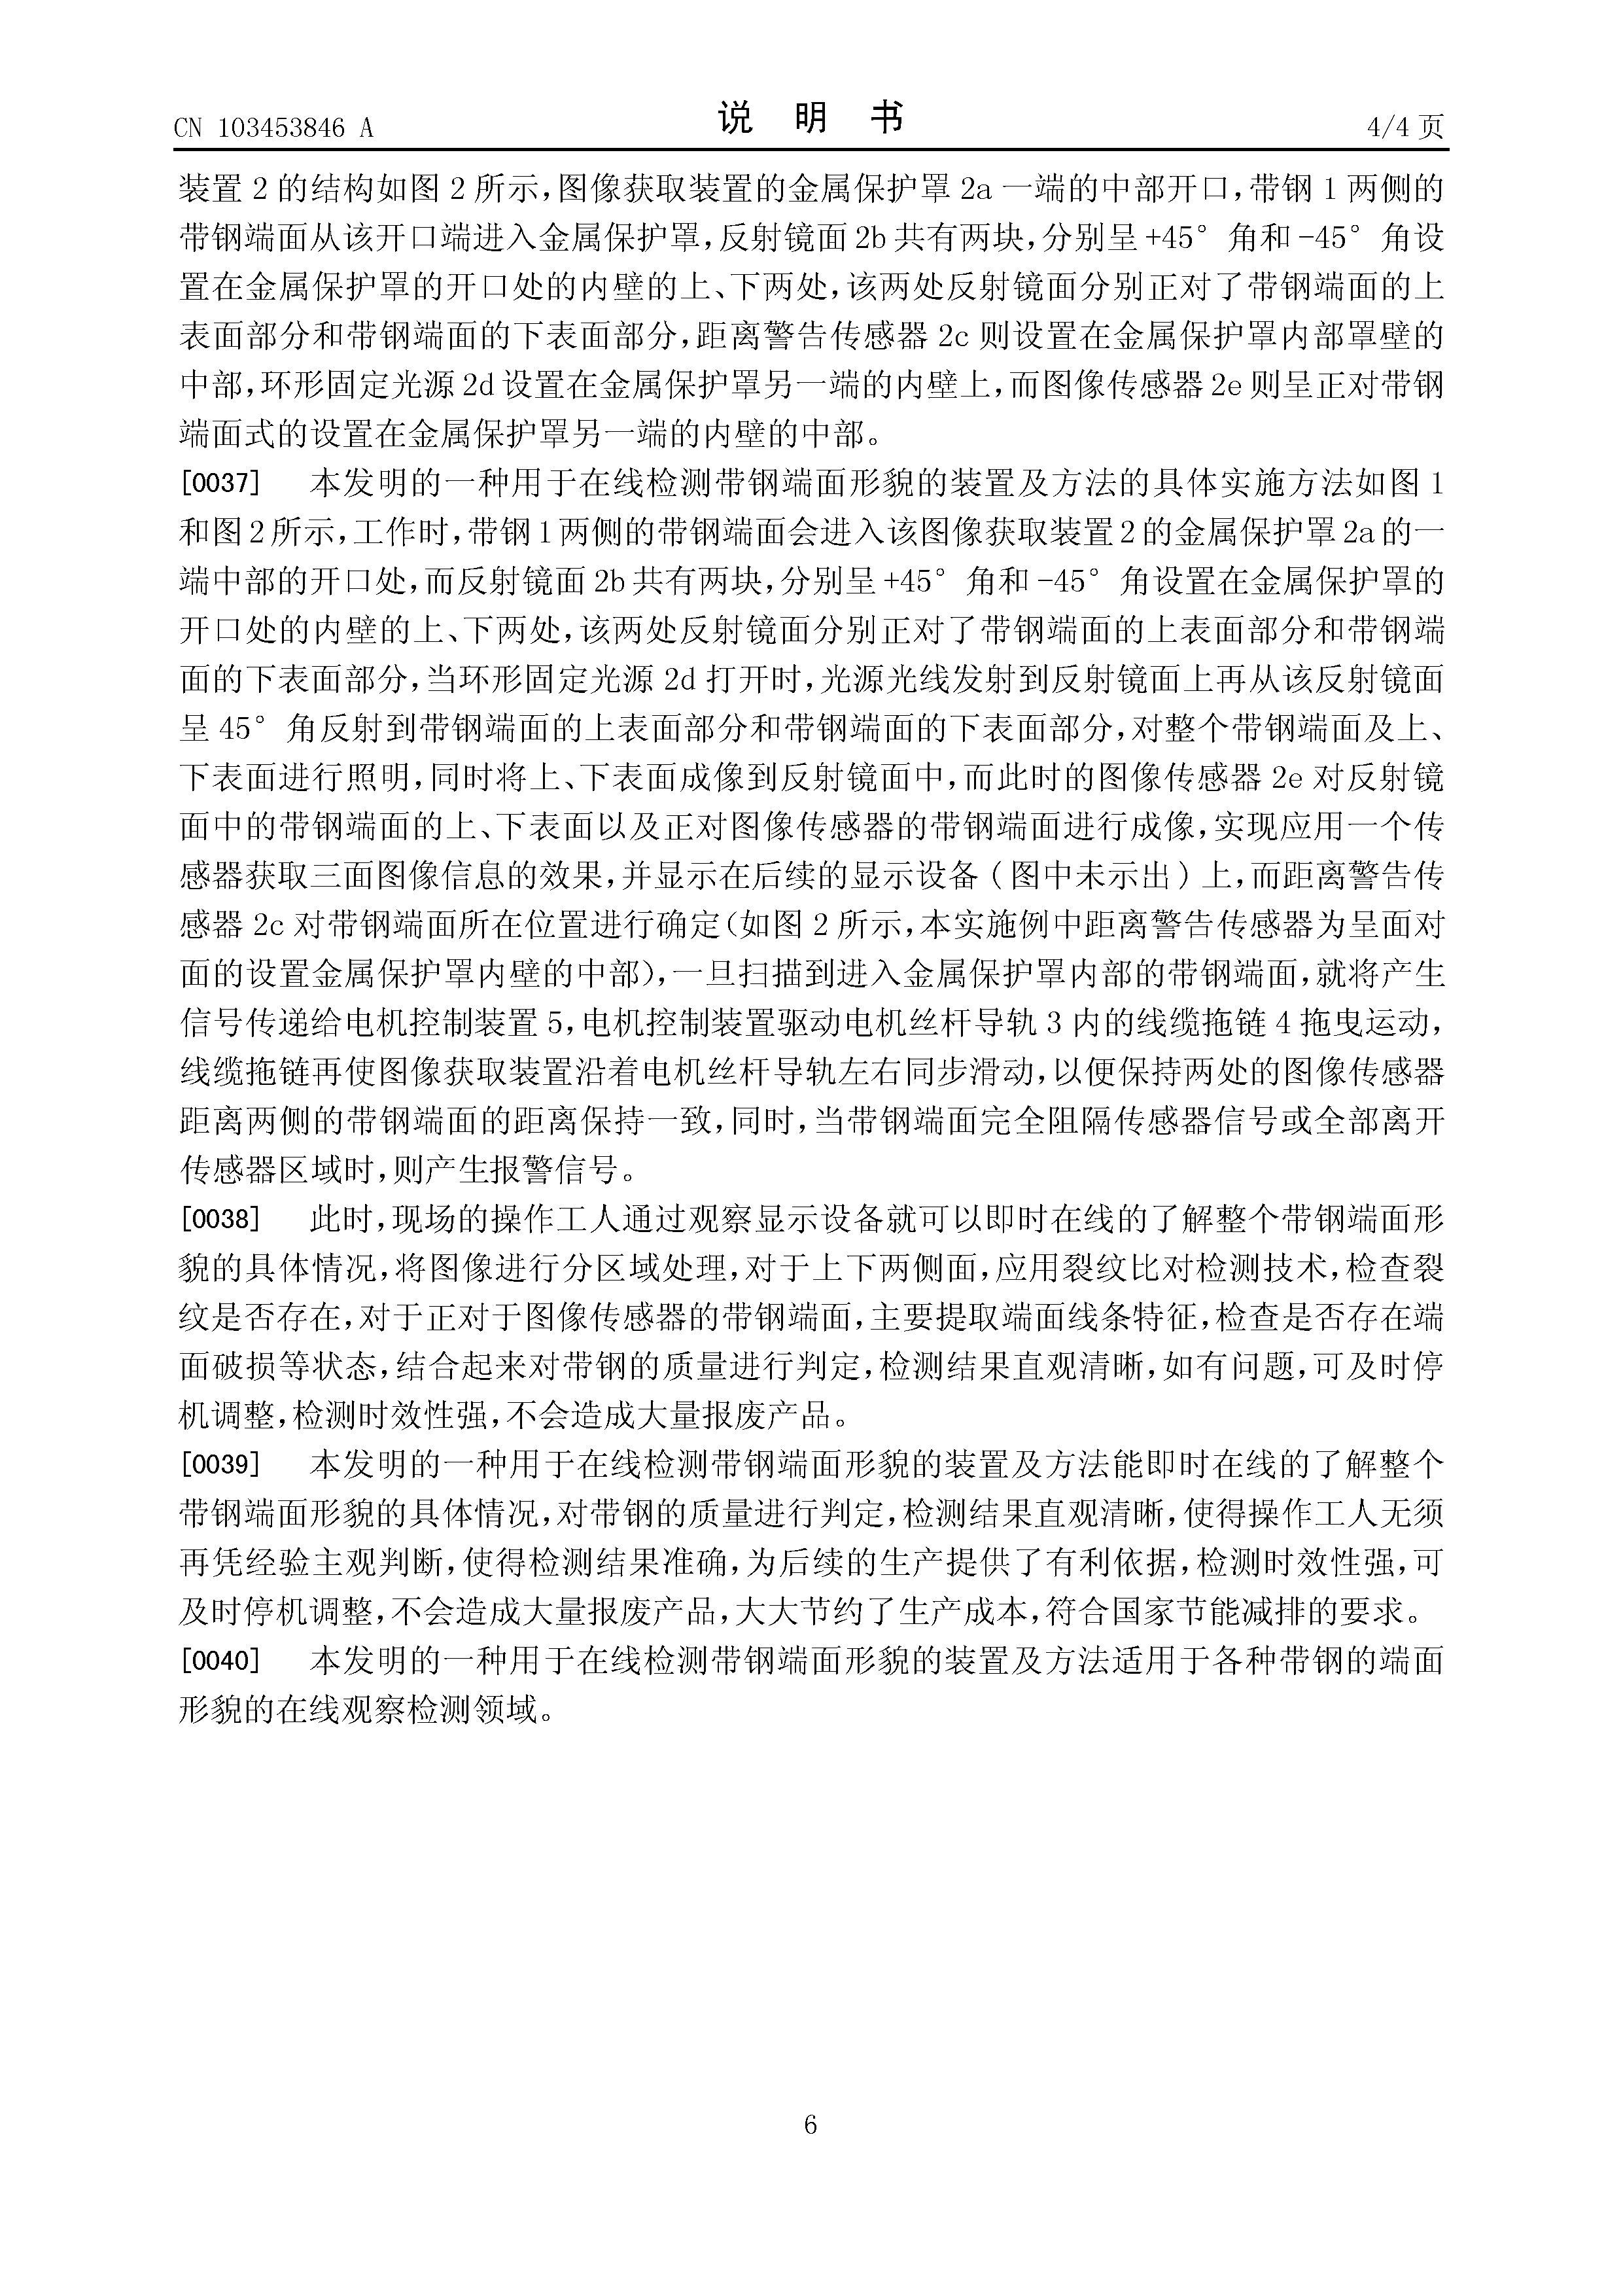 CN 103453846 A
说 明 书
4/4 页
装置 2 的结构如图 2 所示,图像获取装置的金属保护罩 2a 一端的中部开口,带钢 1 两侧的
带钢端面从该开口端进入金属保护罩,反射镜面 2b 共有两块,分别呈 +45° 角和 -45° 角设
置在金属保护罩的开口处的内壁的上、下两处,该两处反射镜面分别正对了带钢端面的上
表面部分和带钢端面的下表面部分,距离警告传感器 2c 则设置在金属保护罩内部罩壁的
中部,环形固定光源 2d 设置在金属保护罩另一端的内壁上,而图像传感器 2e 则呈正对带钢
端面式的设置在金属保护罩另一端的内壁的中部。
[0037] 本发明的一种用于在线检测带钢端面形貌的装置及方法的具体实施方法如图 1
和图 2 所示,工作时,带钢 1 两侧的带钢端面会进入该图像获取装置 2 的金属保护罩 2a 的一
端中部的开口处,而反射镜面 2b 共有两块,分别呈 +45° 角和 -45° 角设置在金属保护罩的
开口处的内壁的上、下两处,该两处反射镜面分别正对了带钢端面的上表面部分和带钢端
面的下表面部分,当环形固定光源 2d 打开时,光源光线发射到反射镜面上再从该反射镜面
呈 45° 角反射到带钢端面的上表面部分和带钢端面的下表面部分,对整个带钢端面及上、
下表面进行照明,同时将上、下表面成像到反射镜面中,而此时的图像传感器 2e 对反射镜
面中的带钢端面的上、下表面以及正对图像传感器的带钢端面进行成像,实现应用一个传
感器获取三面图像信息的效果,并显示在后续的显示设备(图中未示出)上,而距离警告传
感器 2c 对带钢端面所在位置进行确定(如图 2 所示,本实施例中距离警告传感器为呈面对
面的设置金属保护罩内壁的中部),一旦扫描到进入金属保护罩内部的带钢端面,就将产生
信号传递给电机控制装置 5,电机控制装置驱动电机丝杆导轨 3 内的线缆拖链 4 拖曳运动,
线缆拖链再使图像获取装置沿着电机丝杆导轨左右同步滑动,以便保持两处的图像传感器
距离两侧的带钢端面的距离保持一致,同时,当带钢端面完全阻隔传感器信号或全部离开
传感器区域时,则产生报警信号。
[0038] 此时,现场的操作工人通过观察显示设备就可以即时在线的了解整个带钢端面形
貌的具体情况,将图像进行分区域处理,对于上下两侧面,应用裂纹比对检测技术,检查裂
纹是否存在,对于正对于图像传感器的带钢端面,主要提取端面线条特征,检查是否存在端
面破损等状态,结合起来对带钢的质量进行判定,检测结果直观清晰,如有问题,可及时停
机调整,检测时效性强,不会造成大量报废产品。
[0039] 本发明的一种用于在线检测带钢端面形貌的装置及方法能即时在线的了解整个
带钢端面形貌的具体情况,对带钢的质量进行判定,检测结果直观清晰,使得操作工人无须
再凭经验主观判断,使得检测结果准确,为后续的生产提供了有利依据,检测时效性强,可
及时停机调整,不会造成大量报废产品,大大节约了生产成本,符合国家节能减排的要求。
[0040] 本发明的一种用于在线检测带钢端面形貌的装置及方法适用于各种带钢的端面
形貌的在线观察检测领域。
6